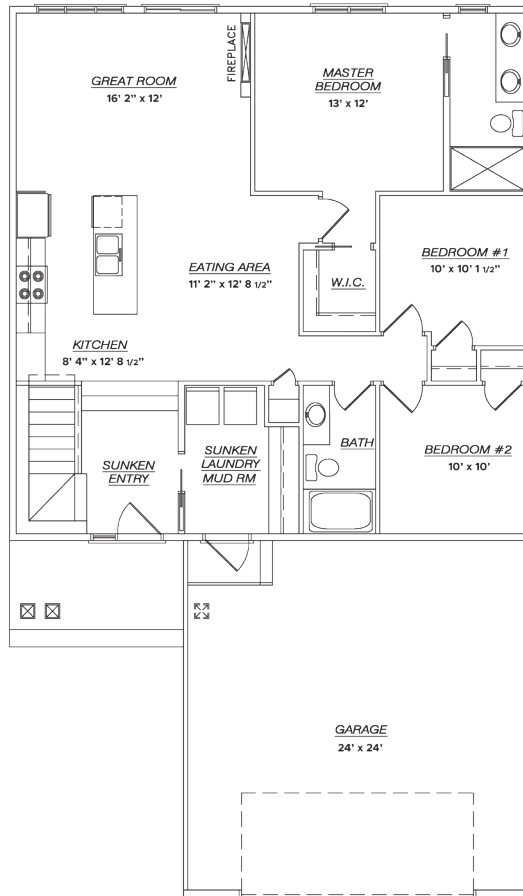 GREAT ROOM
16' 2" x 12'
FIREPLACE
MASTER
BEDROOM
13' x 12'
EATING AREA
11' 2" x 12' 8 1/2"
W.I.C.
BEDROOM #1
10' x 10' 1 1/2"
KITCHEN
8' 4" x 12' 8 1/2"
SUNKEN
ENTRY
SUNKEN
LAUNDRY
MUD RM
BATH
BEDROOM #2
10' x 10'
GARAGE
24' x 24'